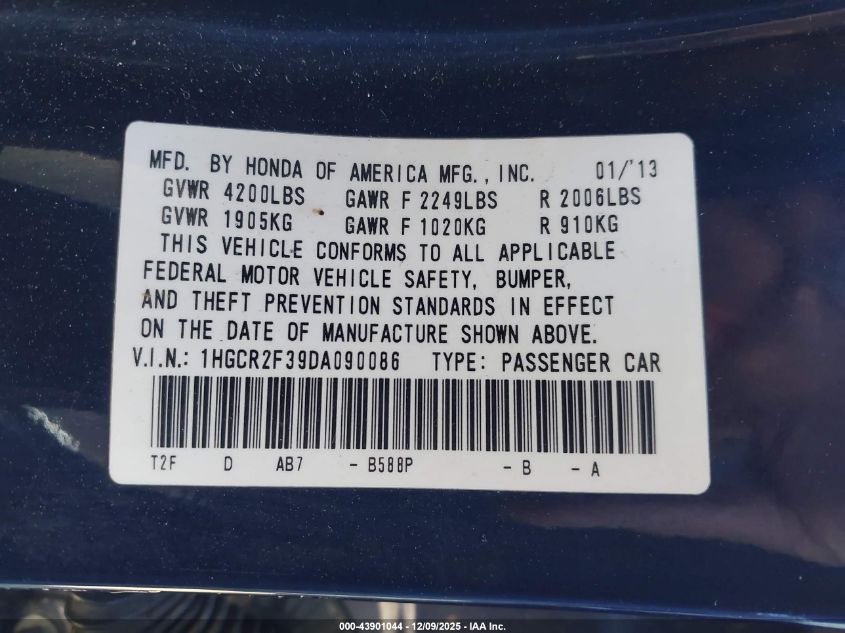 MFD. BY HONDA OF AMERICA MFG., INC. 01/'13
GVWR 4200LBS GAWR F 2249LBS R 2006LBS
GVWR 1905KG GAWR F 1020KG R 910KG
THIS VEHICLE CONFORMS TO ALL APPLICABLE
FEDERAL MOTOR VEHICLE SAFETY, BUMPER,
AND THEFT PREVENTION STANDARDS IN EFFECT
ON THE DATE OF MANUFACTURE SHOWN ABOVE.
V.I.N.: 1HGCR2F39DA090086 TYPE: PASSENGER CAR
T2F D AB7 - B588P - B - A
000-43901044 - 12/09/2025 - IAA Inc.